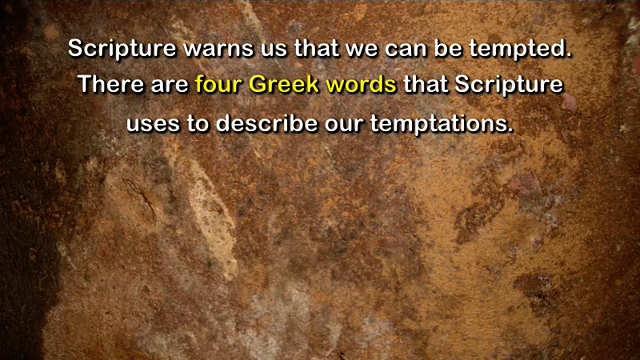 Scripture warns us that we can be tempted.
There are four Greek words that Scripture
uses to describe our temptations.